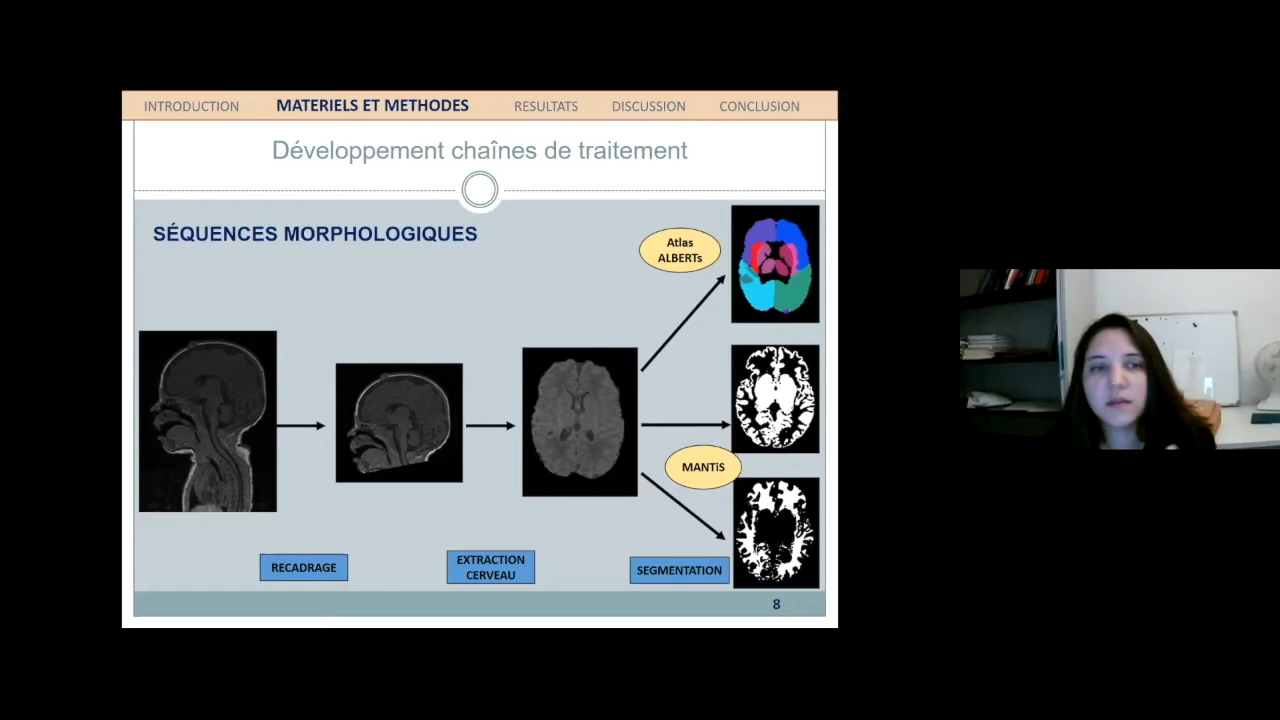 INTRODUCTION MATERIELS ET METHODES RESULTATS DISCUSSION CONCLUSION
Développement chaînes de traitement
SÉQUENCES MORPHOLOGIQUES
Atlas
ALBERTs
MANTiS
RECADRAGE
EXTRACTION
CERVEAU
SEGMENTATION
8